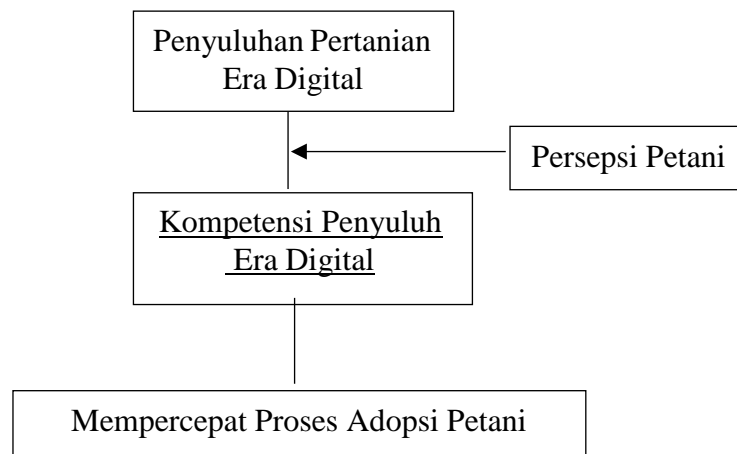 Penyuluhan Pertanian
Era Digital
Persepsi Petani
Kompetensi Penyuluh
Era Digital
Mempercepat Proses Adopsi Petani